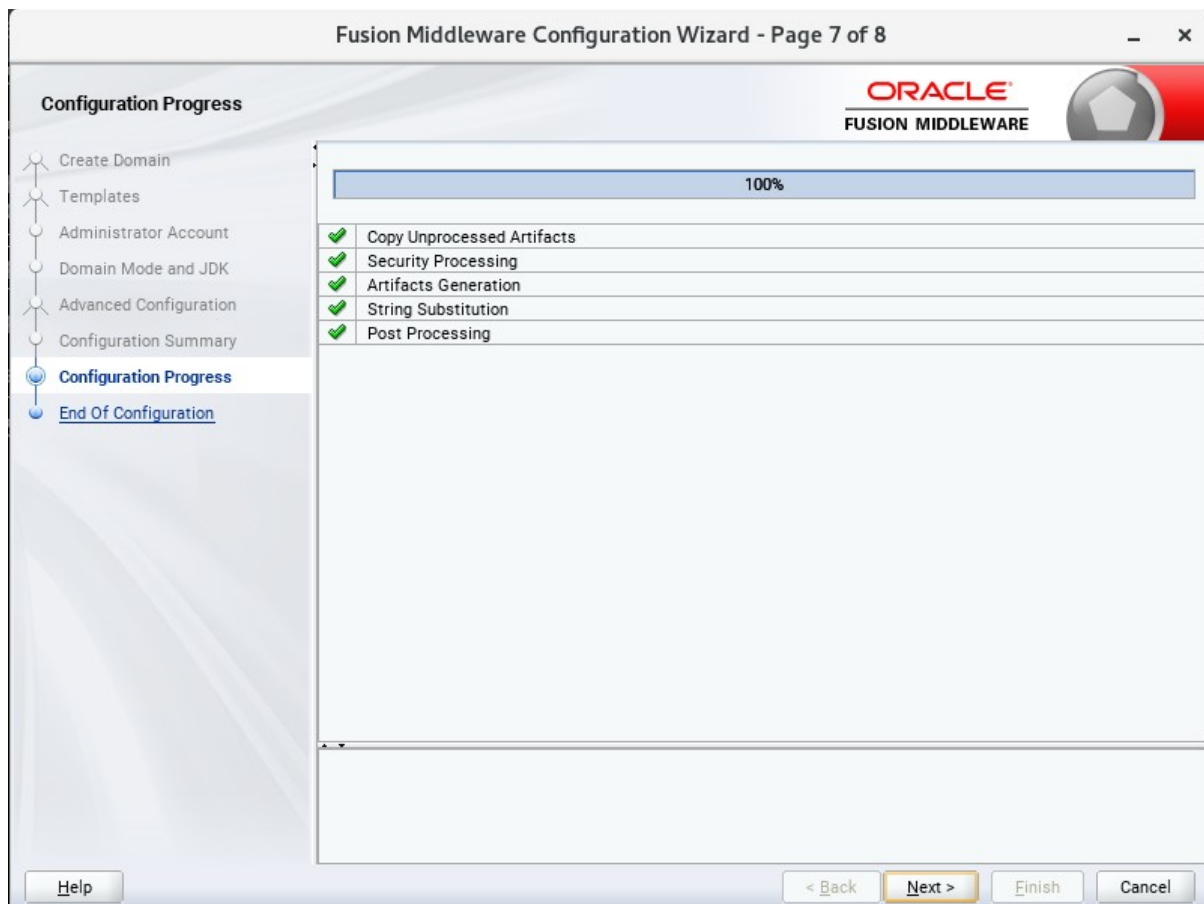 Fusion Middleware Configuration Wizard - Page 7 of 8
Configuration Progress
ORACLE
FUSION MIDDLEWARE
Create Domain
Templates
Administrator Account
Domain Mode and JDK
Advanced Configuration
Configuration Summary
Configuration Progress
End Of Configuration
100%
Copy Unprocessed Artifacts
Security Processing
Artifacts Generation
String Substitution
Post Processing
Help
< Back
Next >
Finish
Cancel